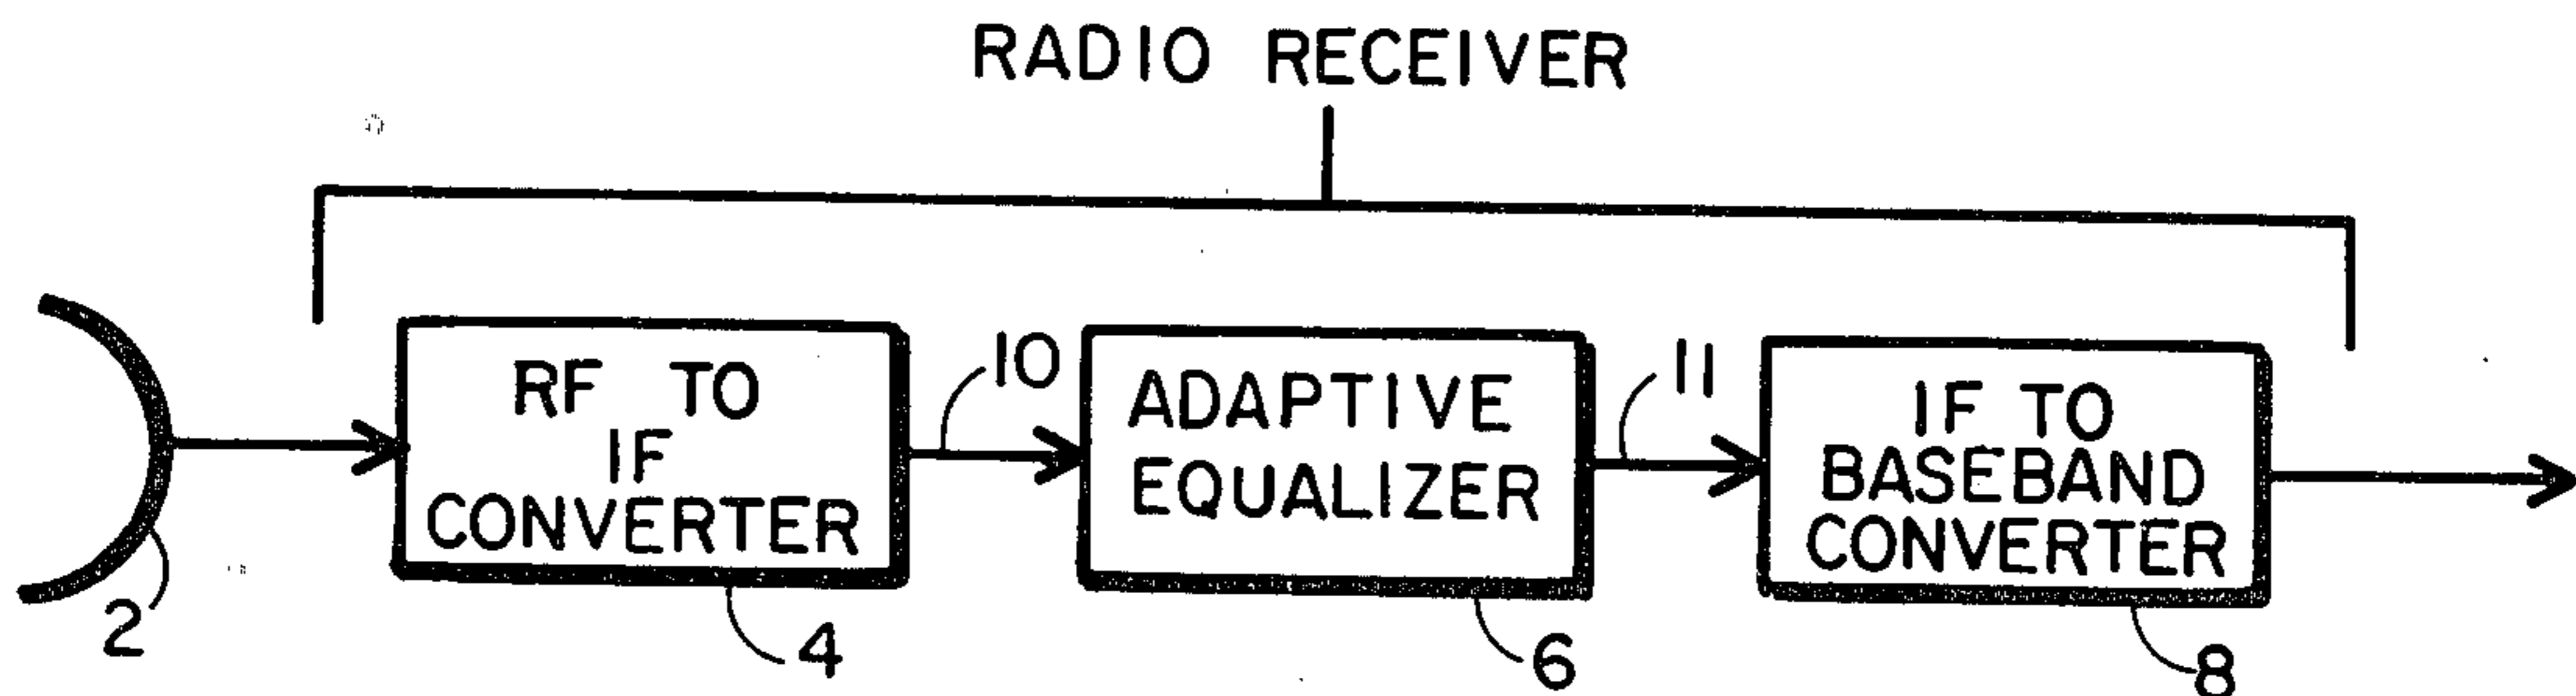 RADIO RECEIVER
RF TO
IF
CONVERTER
10
ADAPTIVE
EQUALIZER
11
IF TO
BASEBAND
CONVERTER
2
4
6
8